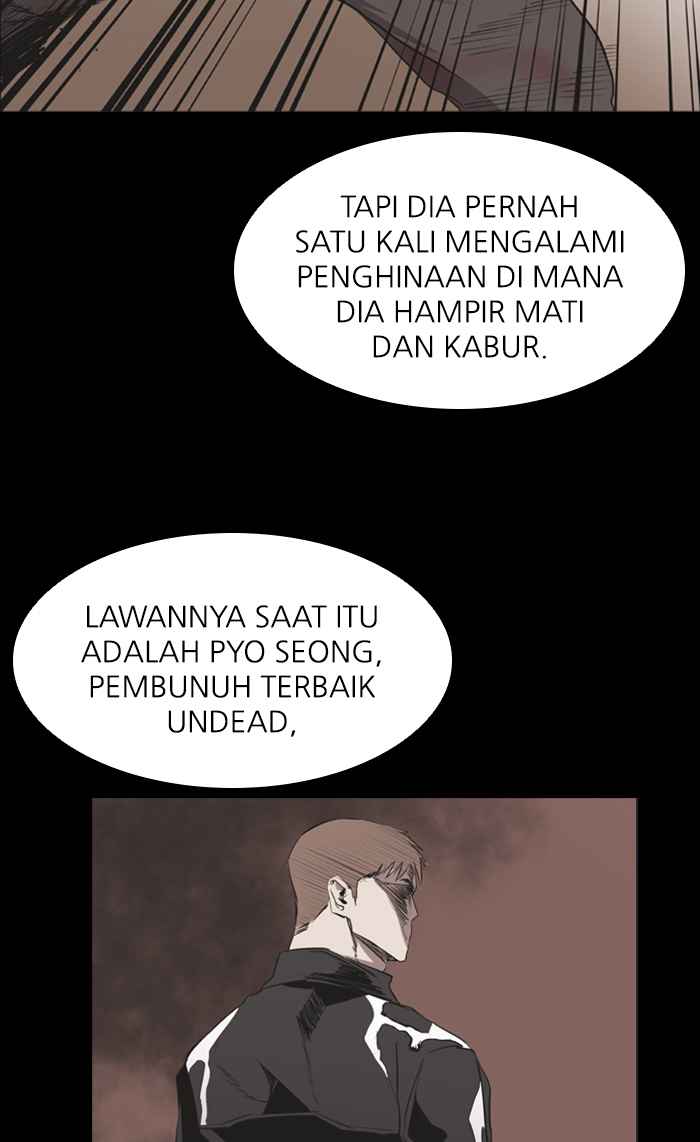 TAPI DIA PERNAH
SATU KALI MENGALAMI
PENGHINAAN DI MANA
DIA HAMPIR MATI
DAN KABUR.
LAWANNYA SAAT ITU
ADALAH PYO SEONG,
PEMBUNUH TERBAIK
UNDEAD,